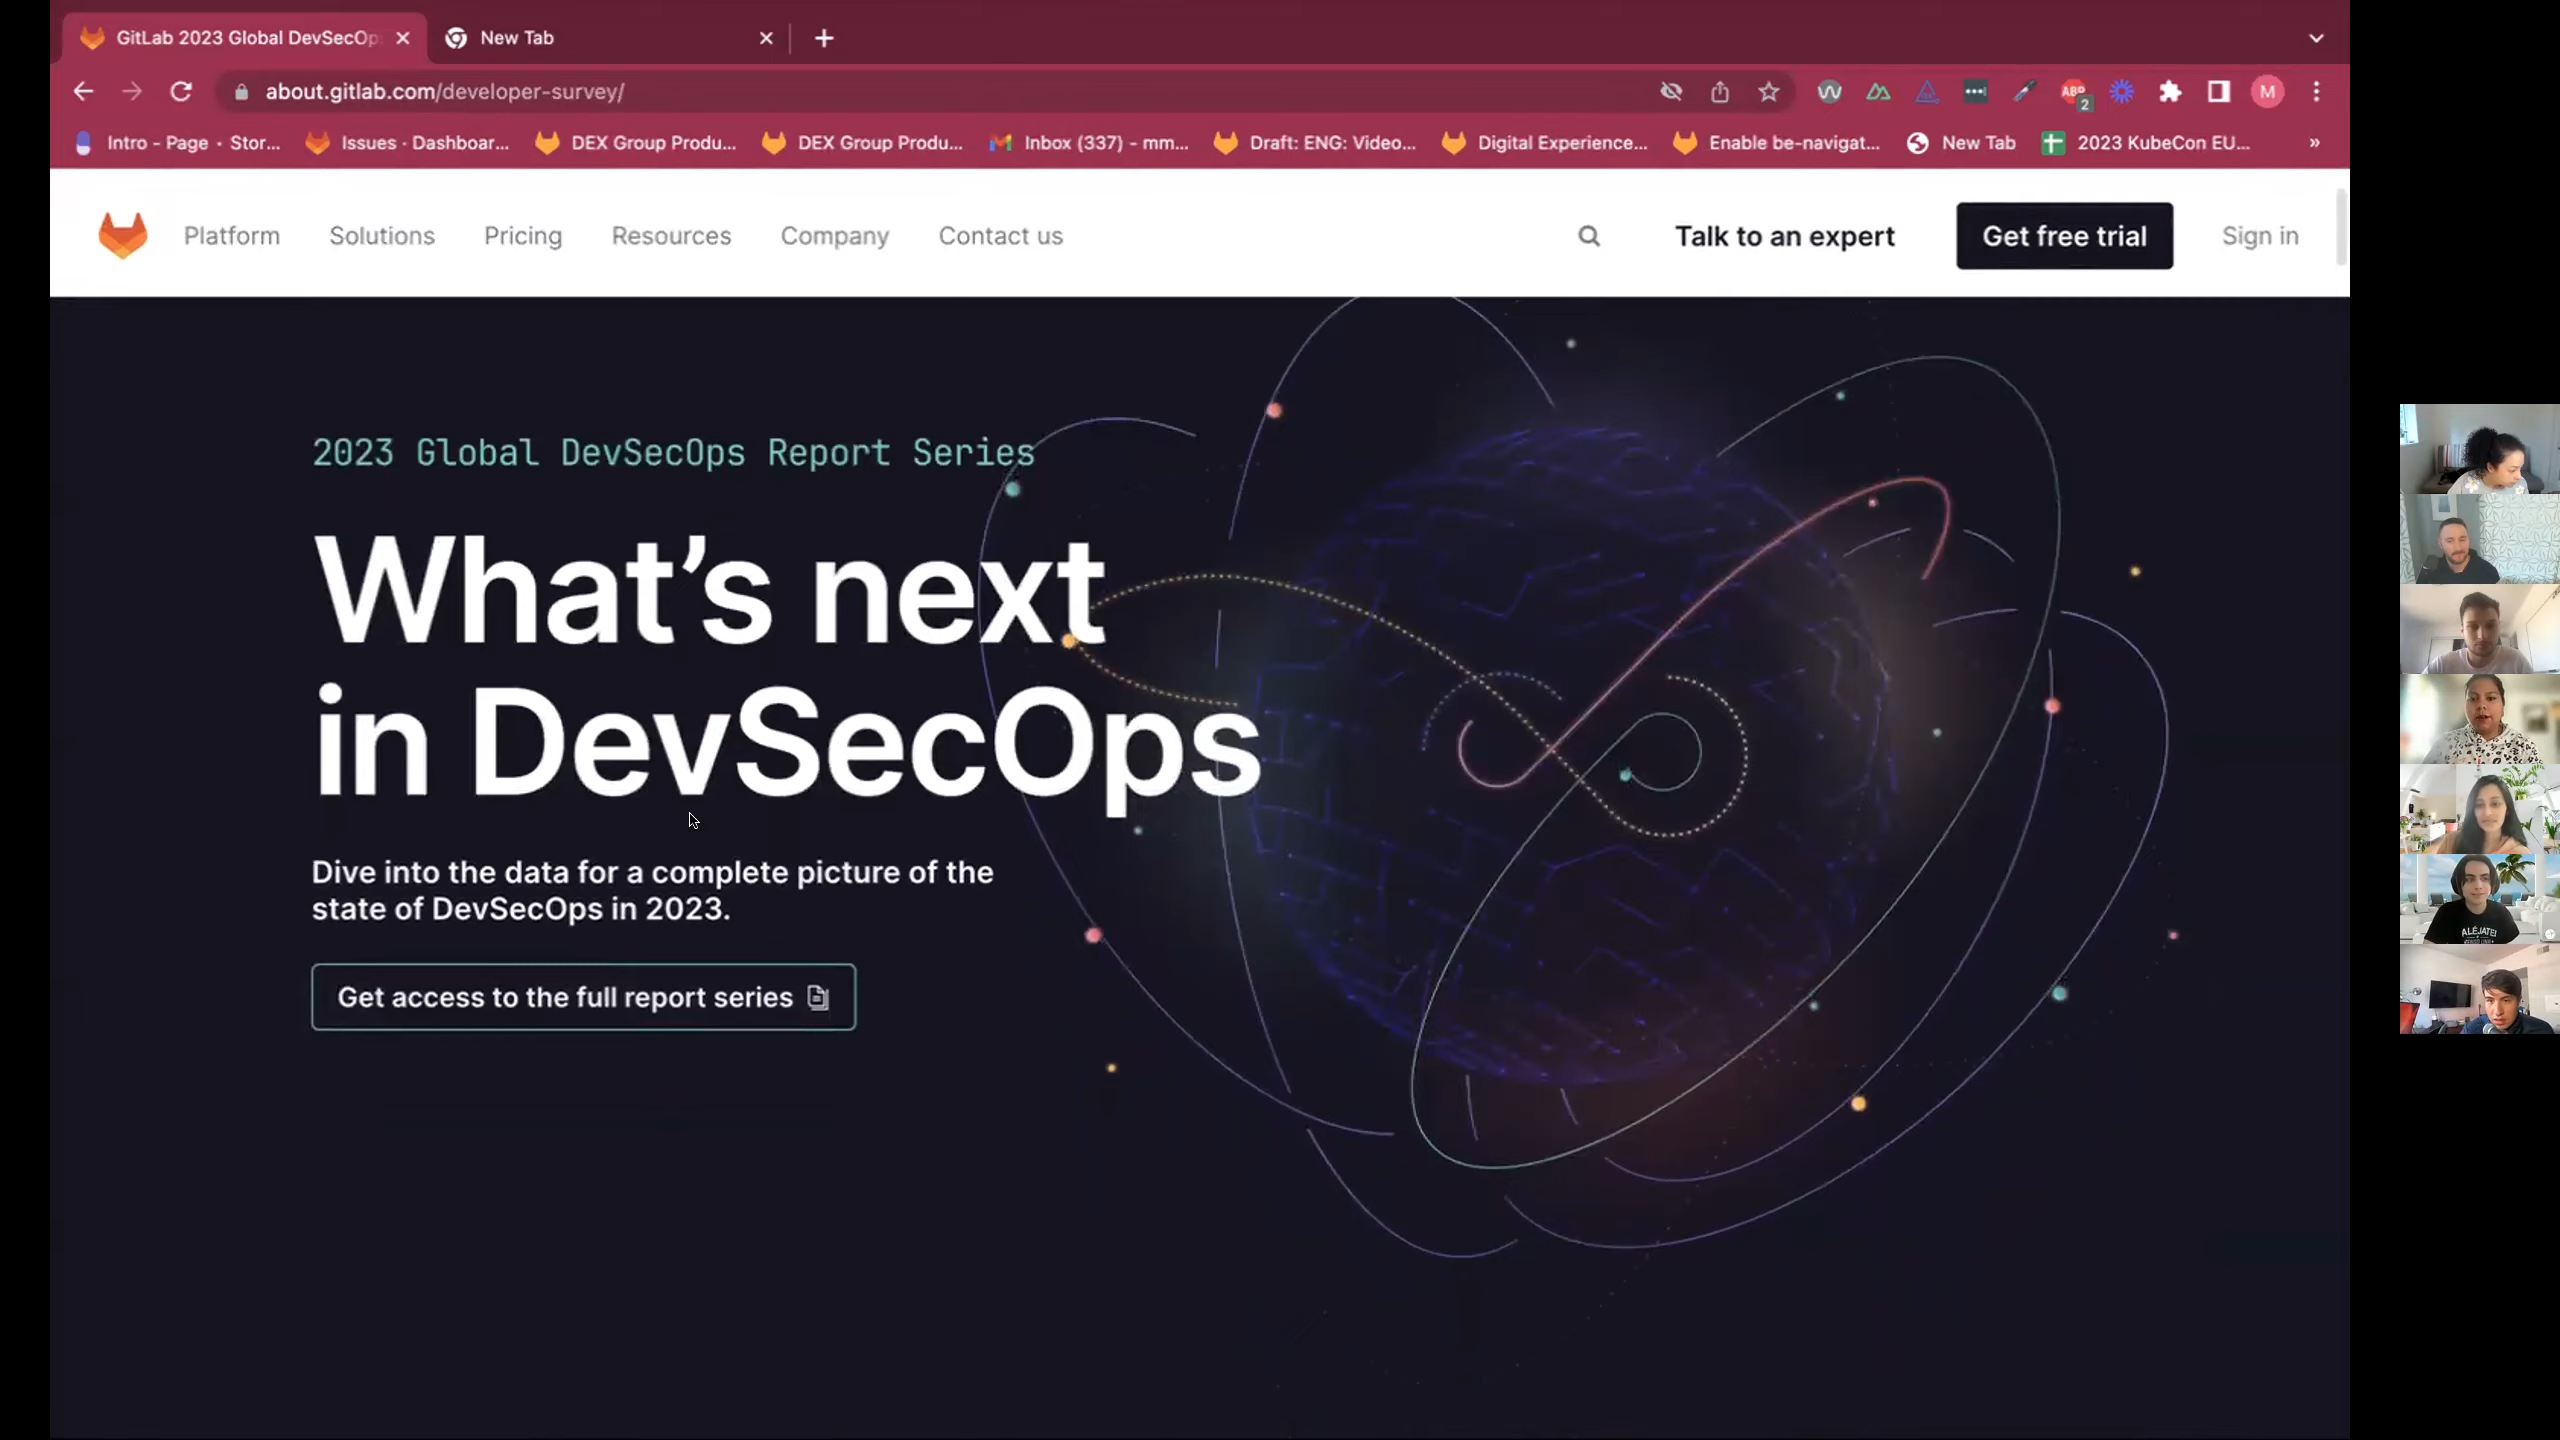 GitLab 2023 Global DevSecOp
New Tab
about.gitlab.com/developer-survey/
ABP
2
M
Intro - Page · Stor...
Issues · Dashboar...
DEX Group Produ...
DEX Group Produ...
Inbox (337) - mm...
Draft: ENG: Video...
Digital Experience...
Enable be-navigat...
New Tab
2023 KubeCon EU...
»
Platform
Solutions
Pricing
Resources
Company
Contact us
Talk to an expert
Get free trial
Sign in
2023 Global DevSecOps Report Series
What’s next
in DevSecOps
Dive into the data for a complete picture of the
state of DevSecOps in 2023.
Get access to the full report series
ALÉJATE!